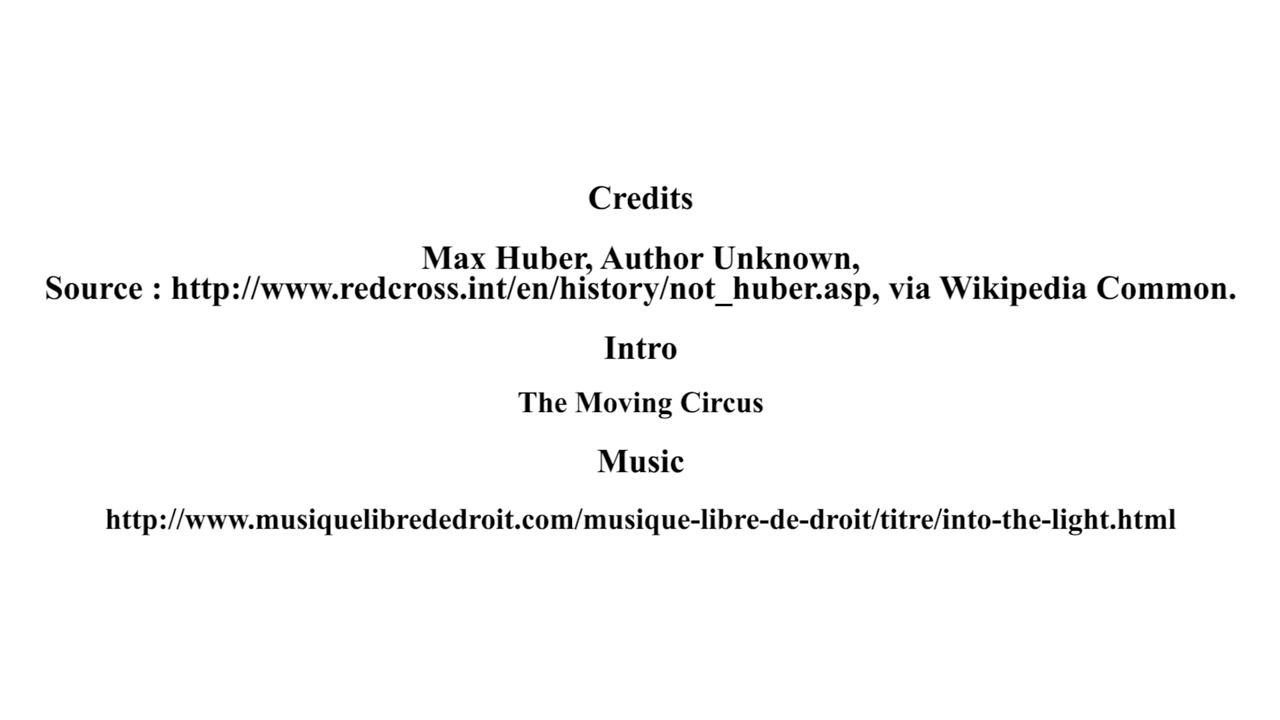 Credits
Max Huber, Author Unknown,
Source : http://www.redcross.int/en/history/not_huber.asp, via Wikipedia Common.
Intro
The Moving Circus
Music
http://www.musiquelibrededroit.com/musique-libre-de-droit/titre/into-the-light.html